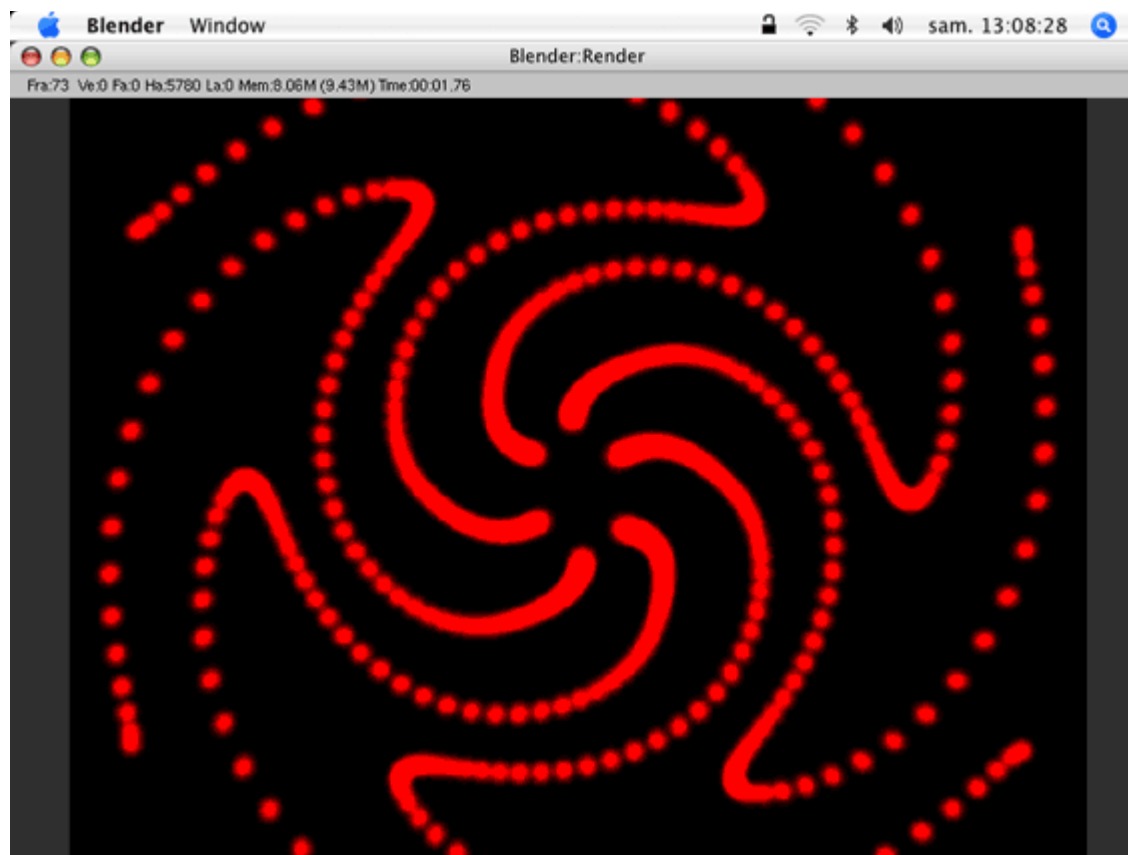 Blender Window sam. 13:08:28
Blender:Render
Fra:73 Ve:0 Fa:0 Ha:5780 La:0 Mem:8.06M (9.43M) Time:00:01.76